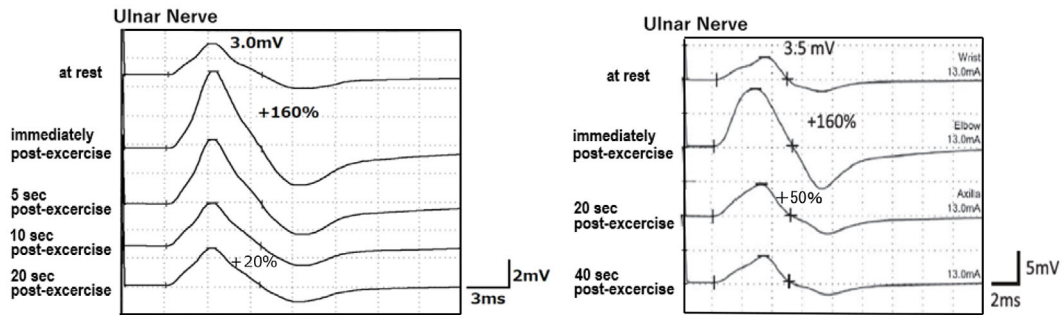 Ulnar Nerve
3.0mV
at rest
+160%
immediately
post-excercise
5 sec
post-excercise
10 sec
post-excercise
+20%
20 sec
post-excercise
2mV
3ms
Ulnar Nerve
3.5 mV
Wrist
at rest
13.0mA
+160%
Elbow
immediately
13.0mA
post-excercise
+50%
Axilla
20 sec
13.0mA
post-excercise
40 sec
13.0mA
post-excercise
5mV
2ms